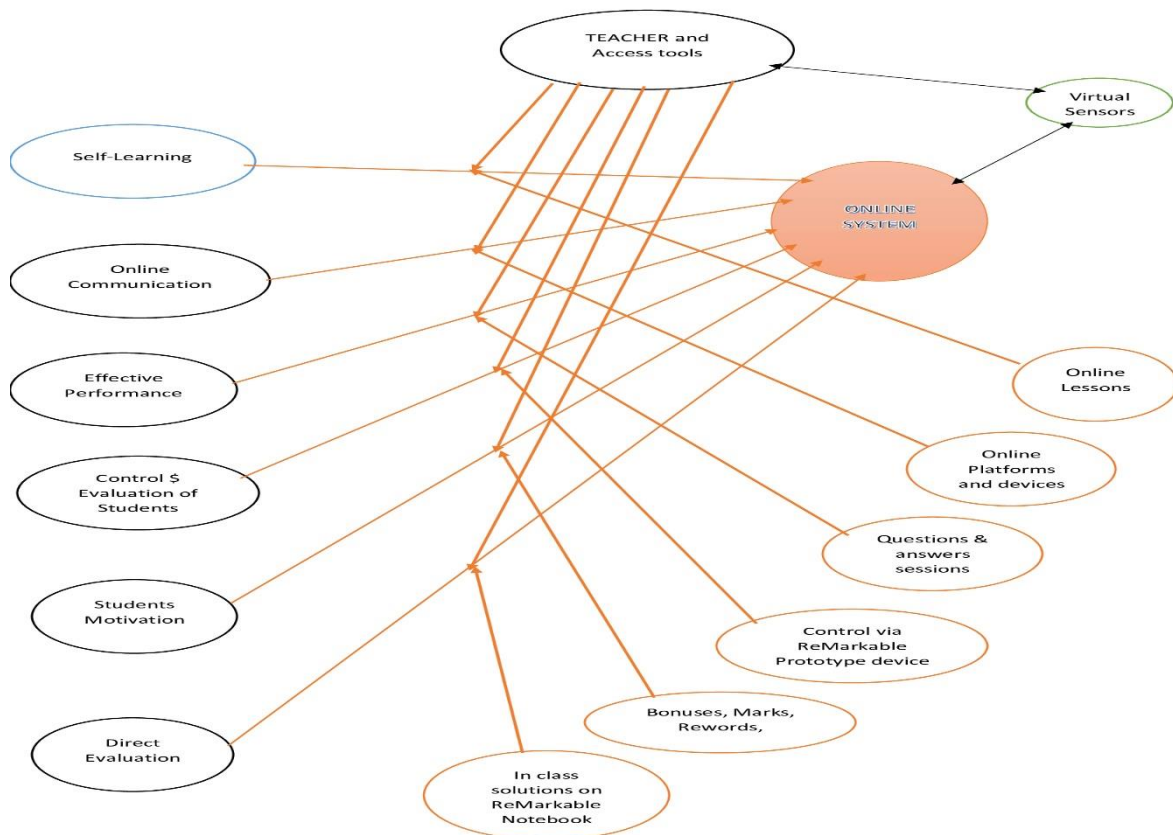 TEACHER and
Access tools
Virtual
Sensors
Self-Learning
ONLINE
SYSTEM
Online
Communication
Effective
Performance
Online
Lessons
Control $
Evaluation of
Students
Online
Platforms
and devices
Questions &
answers
sessions
Students
Motivation
Control via
ReMarkable
Prototype device
Bonuses, Marks,
Rewords,
Direct
Evaluation
In class
solutions on
ReMarkable
Notebook